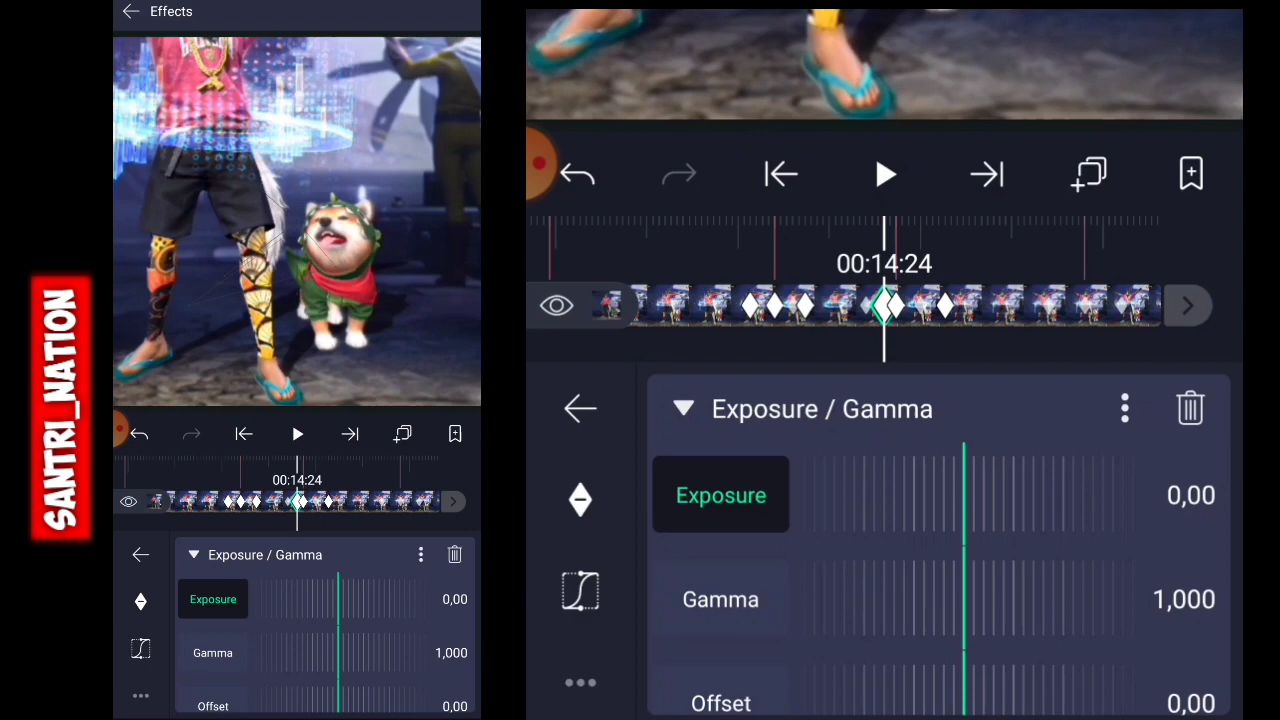 Effects
SANTRI_NATION
00:14:24
Exposure / Gamma
Exposure
0,00
Gamma
1,000
Offset
0,00
00:14:24
Exposure / Gamma
Exposure
0,00
Gamma
1,000
Offset
0,00